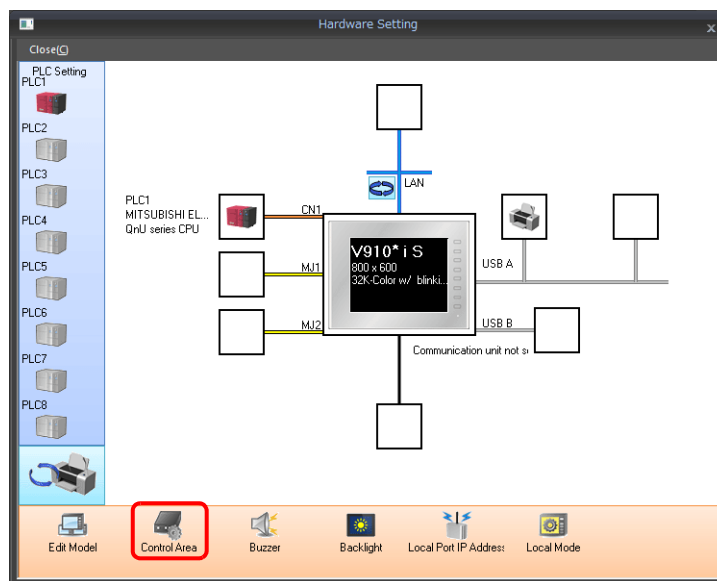 Hardware Setting
x
Close(C)
PLC Setting
PLC1
PLC2
PLC3
PLC4
PLC5
PLC6
PLC7
PLC8
LAN
PLC1
MITSUBISHI EL...
QnU series CPU
CN1
MJ1
MJ2
V910* i S
800 x 600
32K-Color w/ blinki...
USB A
USB B
Communication unit not s
Edit Model
Control Area
Buzzer
Backlight
Local Port IP Address
Local Mode